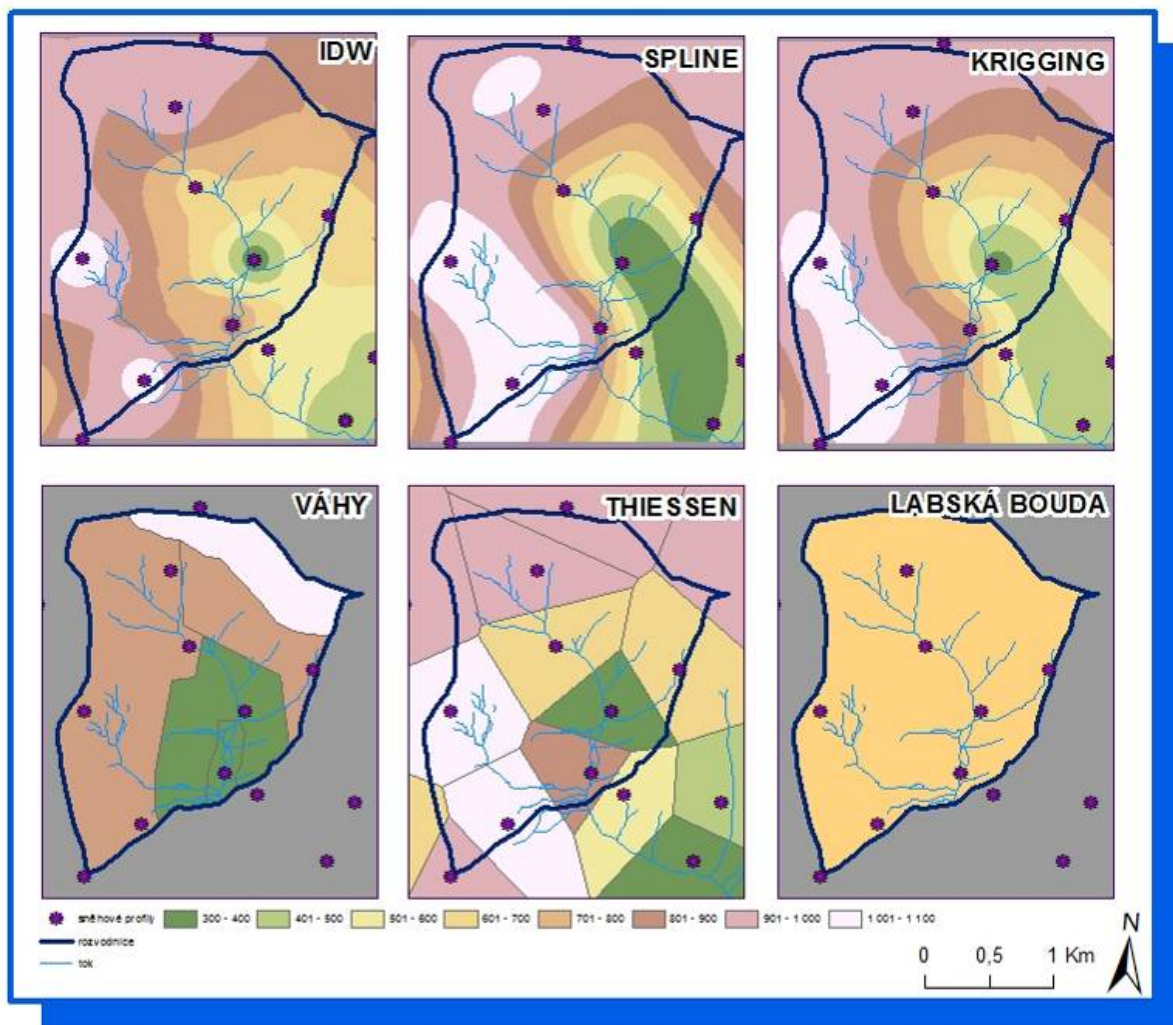 IDW
SPLINE
KRIGGING
VÁHY
THIESSEN
LABSKÁ BOUDA
sněhové profily 300 - 400 401 - 500 501 - 600 601 - 700 701 - 800 801 - 900 901 - 1 000 1 001 - 1 100
rozvodnice
tok
0 0,5 1 Km
N